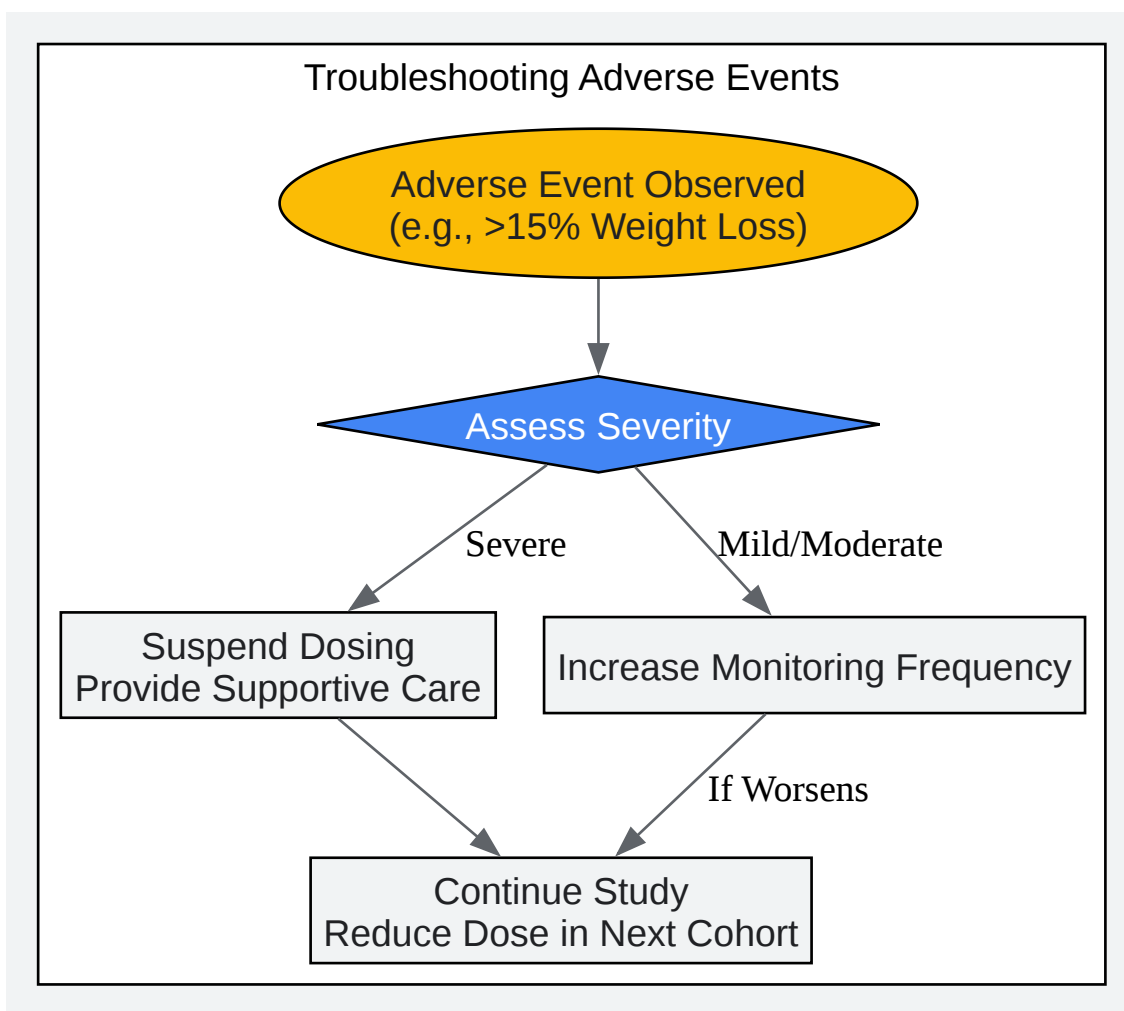 Troubleshooting Adverse Events
Adverse Event Observed
(e.g., >15% Weight Loss)
Assess Severity
Severe
Mild/Moderate
Suspend Dosing
Provide Supportive Care
Increase Monitoring Frequency
If Worsens
Continue Study
Reduce Dose in Next Cohort